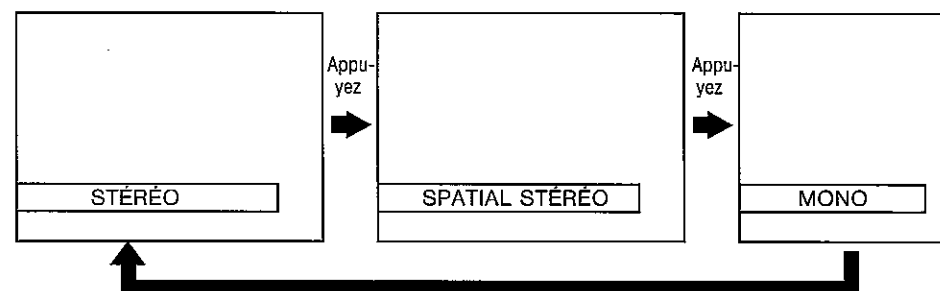 Appu-
yez
Appu-
yez
STÉRÉO
SPATIAL STÉRÉO
MONO